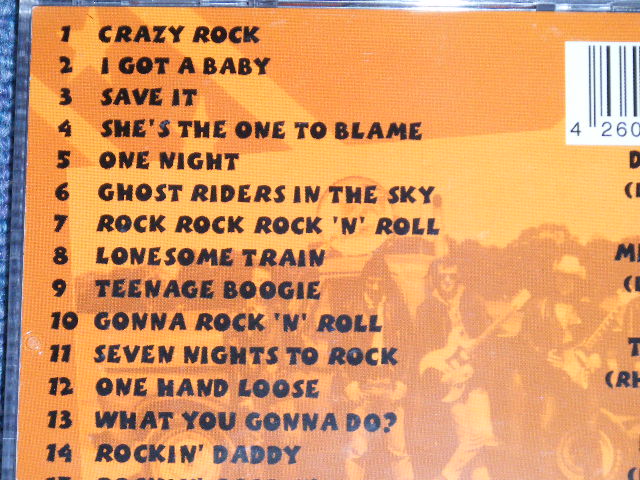 1 CRAZY ROCK
2 I GOT A BABY
3 SAVE IT
4 SHE'S THE ONE TO BLAME
4 260
5 ONE NIGHT
6 GHOST RIDERS IN THE SKY
7 ROCK ROCK ROCK 'N' ROLL
8 LONESOME TRAIN
9 TEENAGE BOOGIE
10 GONNA ROCK 'N' ROLL
11 SEVEN NIGHTS TO ROCK
(RH
12 ONE HAND LOOSE
13 WHAT YOU GONNA DO?
14 ROCKIN' DADDY